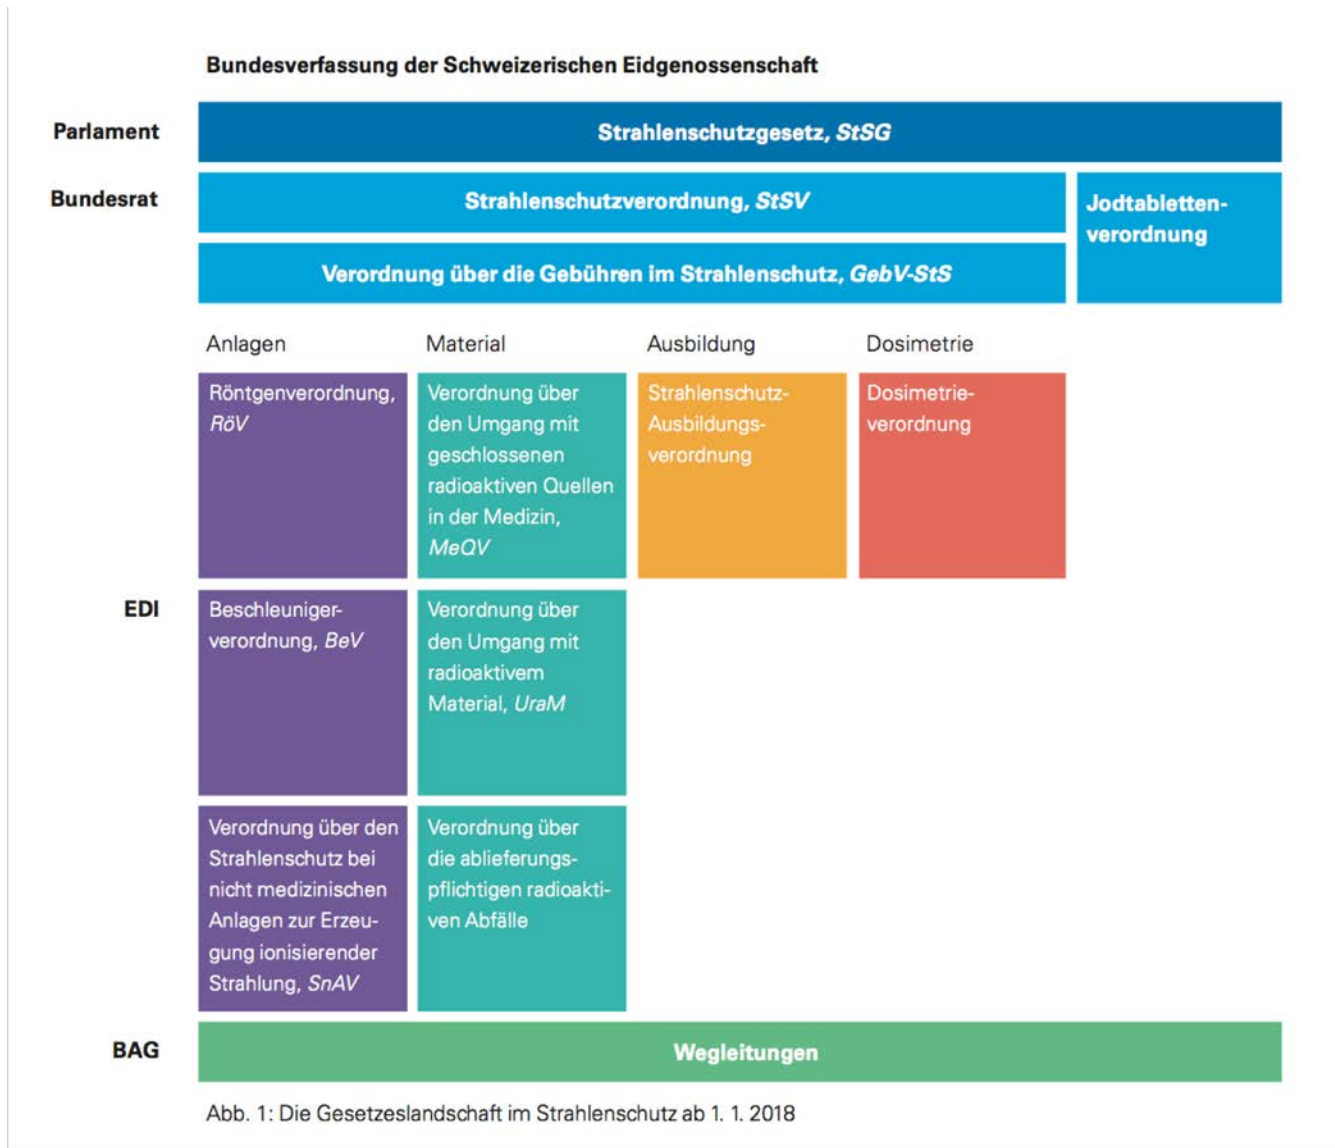 Bundesverfassung der Schweizerischen Eidgenossenschaft
Parlament
Strahlenschutzgesetz, StSG
Bundesrat
Strahlenschutzverordnung, StSV
Jodtabletten-
verordnung
Verordnung über die Gebühren im Strahlenschutz, GebV-StS
Anlagen
Material
Ausbildung
Dosimetrie
Röntgenverordnung,
RöV
Verordnung über
den Umgang mit
geschlossenen
radioaktiven Quellen
in der Medizin,
MeQV
Strahlenschutz-
Ausbildungs-
verordnung
Dosimetrie-
verordnung
EDI
Beschleuniger-
verordnung, BeV
Verordnung über
den Umgang mit
radioaktivem
Material, UraM
Verordnung über den
Strahlenschutz bei
nicht medizinischen
Anlagen zur Erzeu-
gung ionisierender
Strahlung, SnAV
Verordnung über
die ablieferungs-
pflichtigen radioakti-
ven Abfälle
BAG
Wegleitungen
Abb. 1: Die Gesetzeslandschaft im Strahlenschutz ab 1. 1. 2018